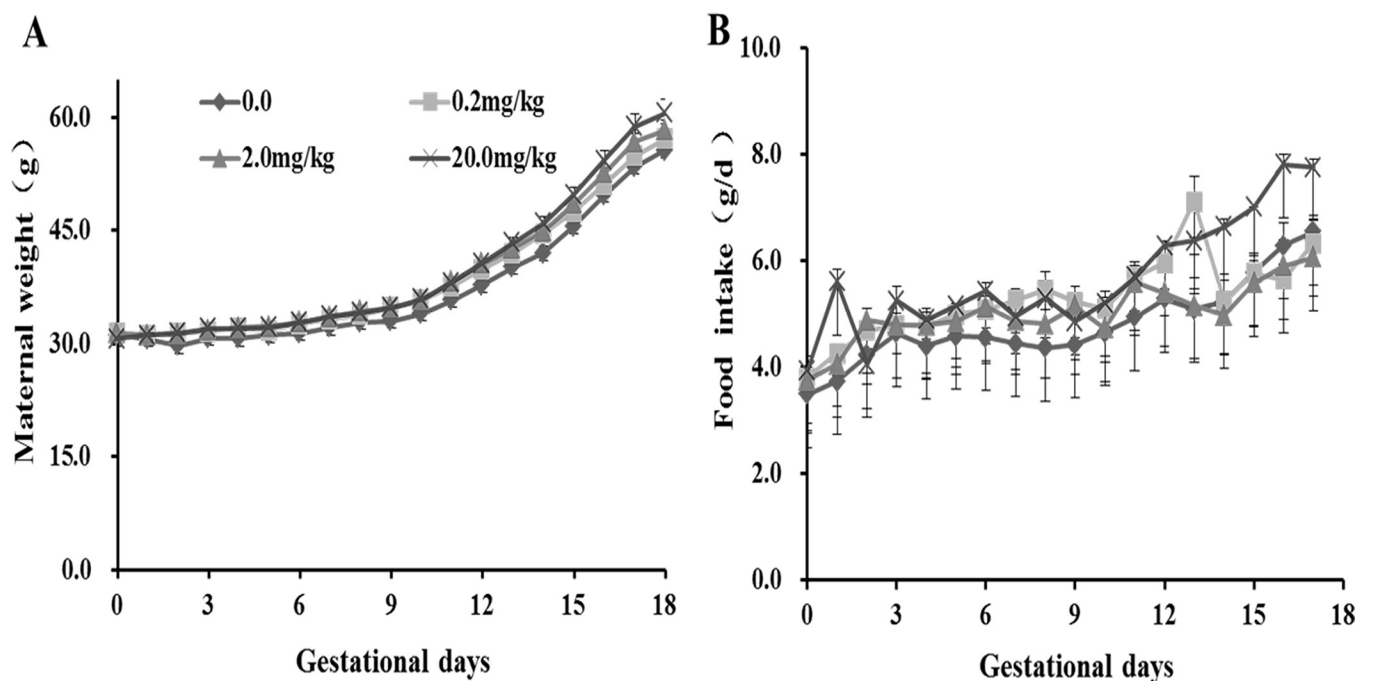 A
Maternal weight (g)
60.0
45.0
30.0
15.0
0.0
0.0
0.2mg/kg
2.0mg/kg
20.0mg/kg
0 3 6 9 12 15 18
Gestational days
B
Food intake (g/d)
10.0
8.0
6.0
4.0
2.0
0.0
0 3 6 9 12 15 18
Gestational days